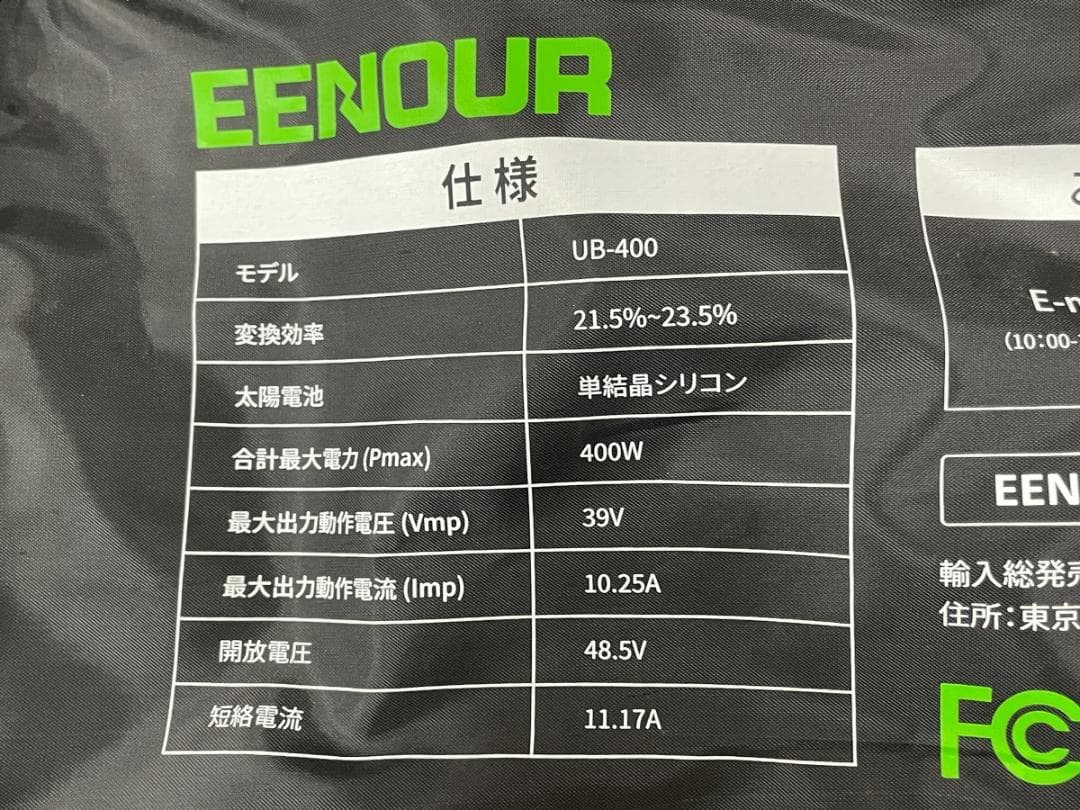 EENOUR
仕様
モデル UB-400
変換効率 21.5%~23.5%
太陽電池 単結晶シリコン
合計最大電力(Pmax) 400W
最大出力動作電圧(Vmp) 39V
最大出力動作電流(Imp) 10.25A
開放電圧 48.5V
短絡電流 11.17A
(10:00-
EEN
輸入総発売
住所:東京
FC